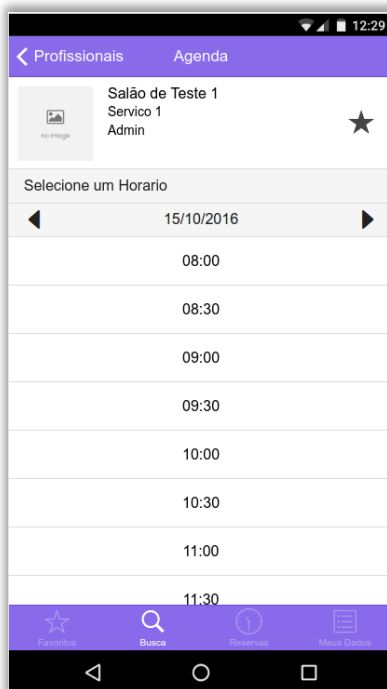 12:29
Profissionais Agenda
Salão de Teste 1
Servico 1
Admin
no image
Selecione um Horario
15/10/2016
08:00
08:30
09:00
09:30
10:00
10:30
11:00
11:30
Favoritos Busca Reservas Meus Dados